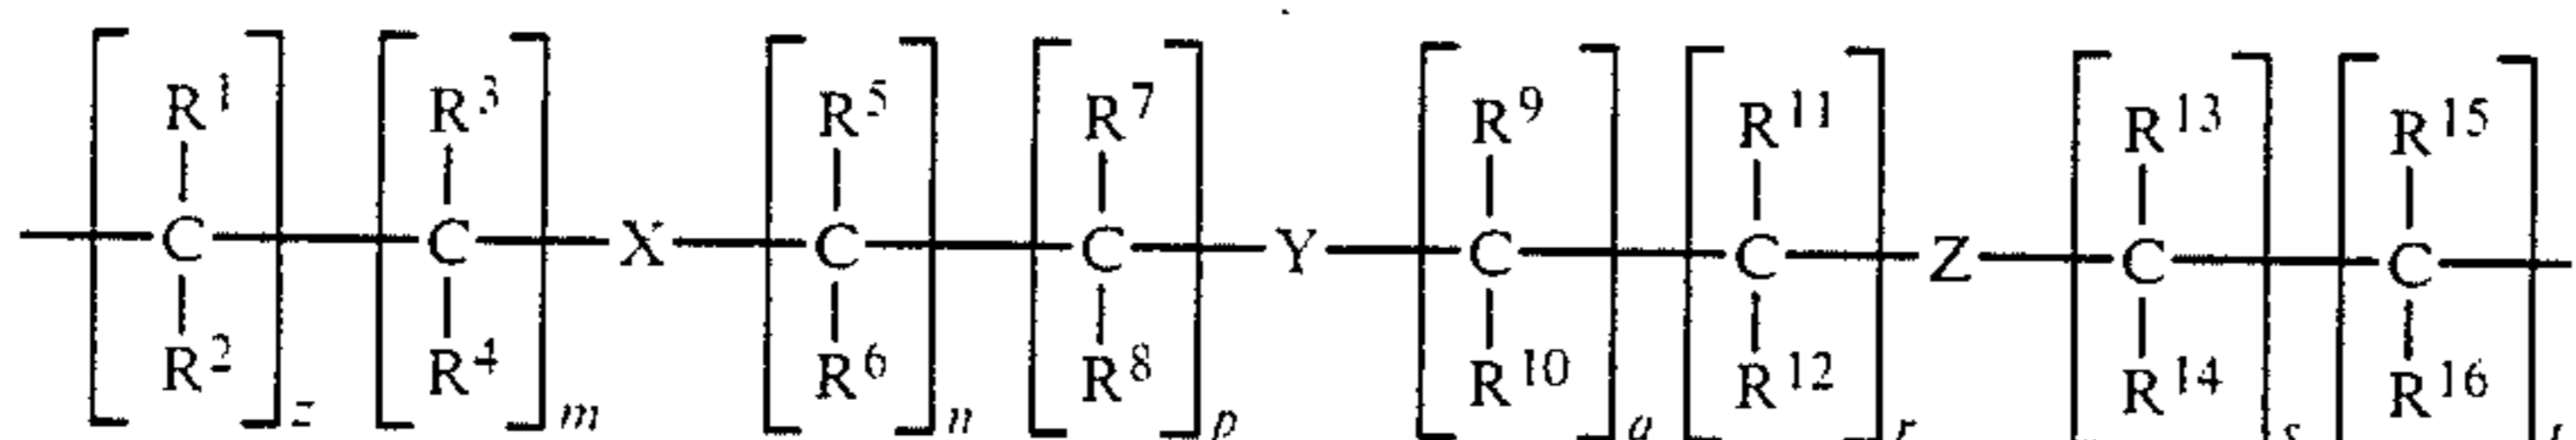 R¹ R³ R⁵ R⁷ R⁹ R¹¹ R¹³ R¹⁵
C C X C C Y C C Z C C
R² R⁴ R⁶ R⁸ R¹⁰ R¹² R¹⁴ R¹⁶
z m n p q r s t